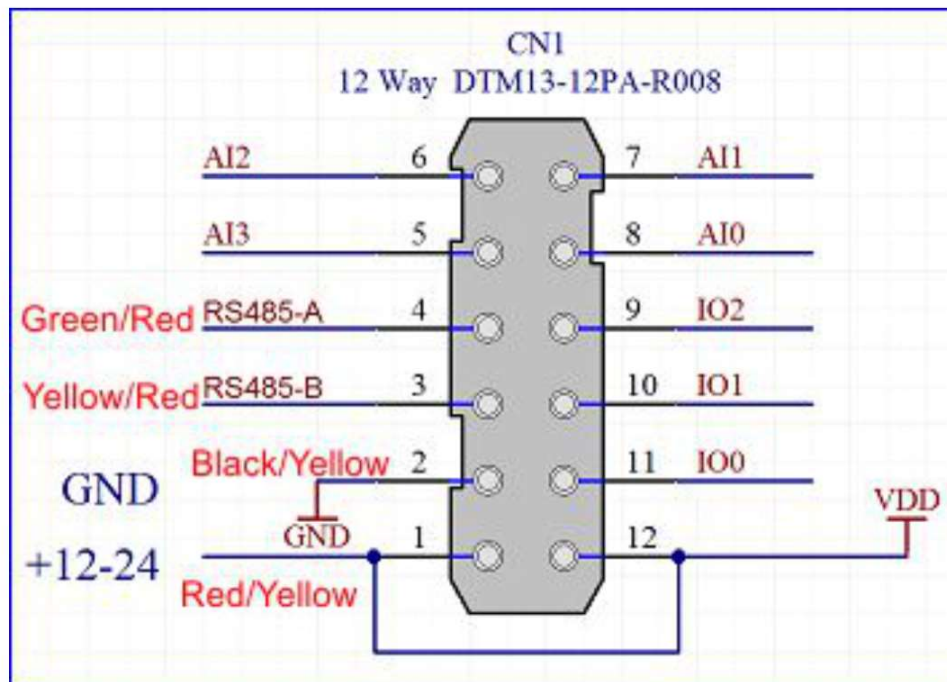 CN1
12 Way DTM13-12PA-R008
AI2 6 7 AI1
AI3 5 8 AI0
Green/Red RS485-A 4 9 IO2
Yellow/Red RS485-B 3 10 IO1
Black/Yellow 2 11 IO0
GND VDD
GND 1 12
+12-24
Red/Yellow